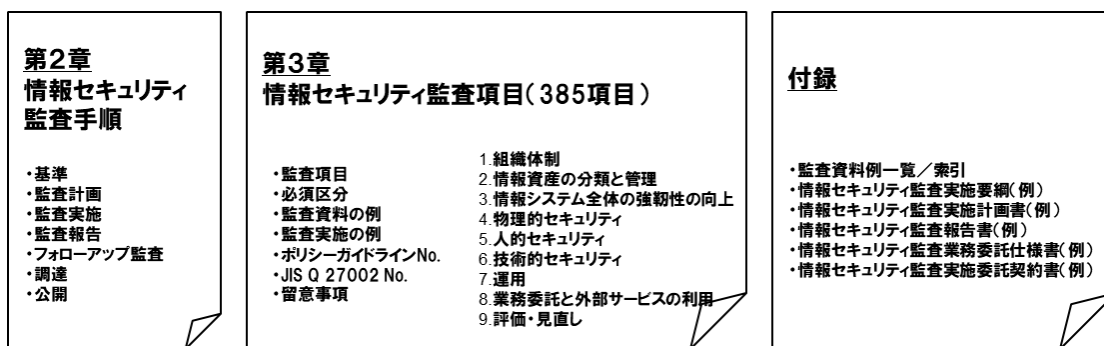 第2章
情報セキュリティ
監査手順
・基準
・監査計画
・監査実施
・監査報告
・フォローアップ監査
・調達
・公開
第3章
情報セキュリティ監査項目(385項目)
・監査項目
・必須区分
・監査資料の例
・監査実施の例
・ポリシーガイドラインNo.
・JIS Q 27002 No.
・留意事項
1.組織体制
2.情報資産の分類と管理
3.情報システム全体の強靭性の向上
4.物理的セキュリティ
5.人的セキュリティ
6.技術的セキュリティ
7.運用
8.業務委託と外部サービスの利用
9.評価・見直し
付録
・監査資料例一覧/索引
・情報セキュリティ監査実施要綱(例)
・情報セキュリティ監査実施計画書(例)
・情報セキュリティ監査報告書(例)
・情報セキュリティ監査業務委託仕様書(例)
・情報セキュリティ監査実施委託契約書(例)